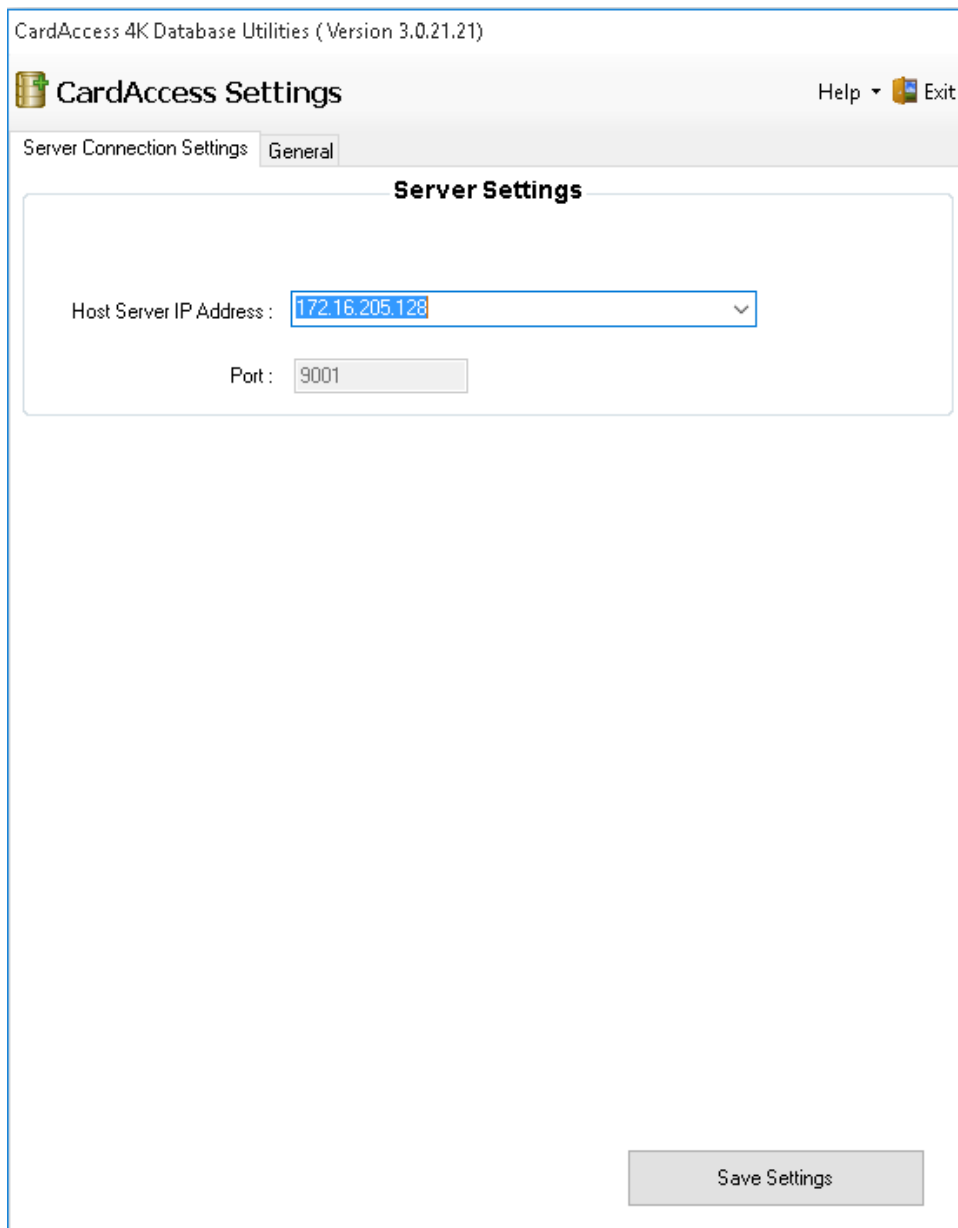 CardAccess 4K Database Utilities ( Version 3.0.21.21)
CardAccess Settings Help Exit
Server Connection Settings General
Server Settings
Host Server IP Address : 172.16.205.128
Port : 9001
Save Settings